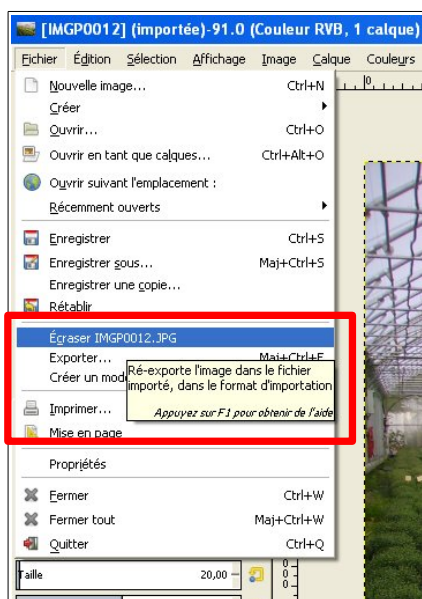 [IMGP0012] (importée)-91.0 (Couleur RVB, 1 calque)
Fichier Édition Sélection Affichage Image Calque Couleurs
Nouvelle image... Ctrl+N
Créer
Ouvrir... Ctrl+O
Ouvrir en tant que calques... Ctrl+Alt+O
Ouvrir suivant l'emplacement :
Récemment ouverts
Enregistrer Ctrl+S
Enregistrer sous... Maj+Ctrl+S
Enregistrer une copie...
Rétablir
Égraser IMGP0012.JPG
Exporter... Maj+Ctrl+E
Créer un mod
Ré-exporte l'image dans le fichier
importé, dans le format d'importation
Appuyez sur F1 pour obtenir de l'aide
Imprimer...
Mise en page
Propriétés
Fermer Ctrl+W
Fermer tout Maj+Ctrl+W
Quitter Ctrl+Q
Taille 20,00